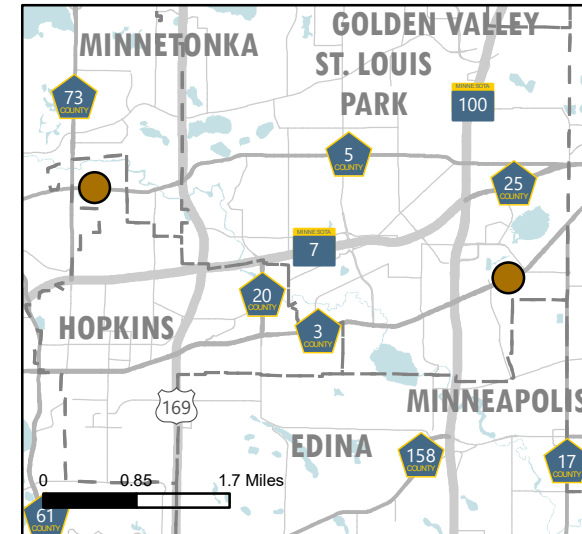 GOLDEN VALLEY
MINNETONKA
ST. LOUIS
PARK
73
COUNTY
MINNESOTA
100
5
COUNTY
25
COUNTY
MINNESOTA
7
20
COUNTY
3
COUNTY
HOPKINS
169
MINNEAPOLIS
EDINA
158
COUNTY
17
COUNTY
0 0.85 1.7 Miles
61
COUNTY